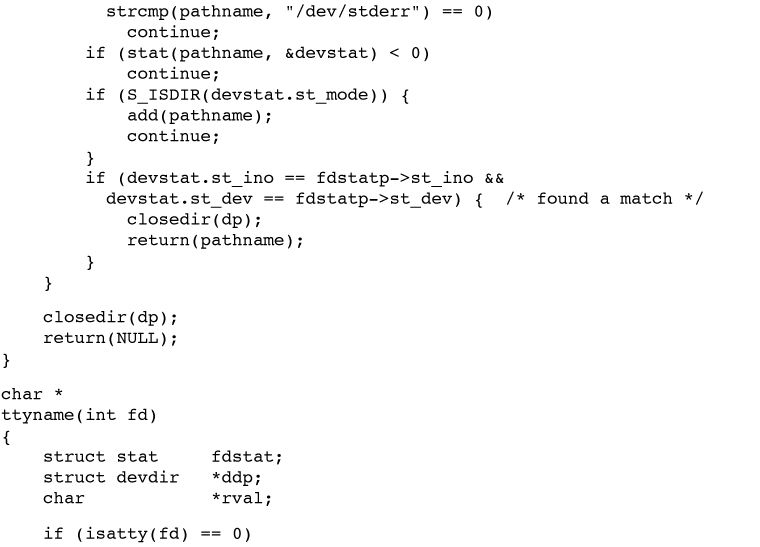 strcmp(pathname, "/dev/stderr") == 0)
continue;
if (stat(pathname, &devstat) < 0)
continue;
if (S_ISDIR(devstat.st_mode)) {
add(pathname);
continue;
}
if (devstat.st_ino == fdstatp->st_ino &&
devstat.st_dev == fdstatp->st_dev) {  /* found a match */
closedir(dp);
return(pathname);
}
}
closedir(dp);
return(NULL);
}
char *
ttyname(int fd)
{
struct stat     fdstat;
struct devdir   *ddp;
char            *rval;
if (isatty(fd) == 0)